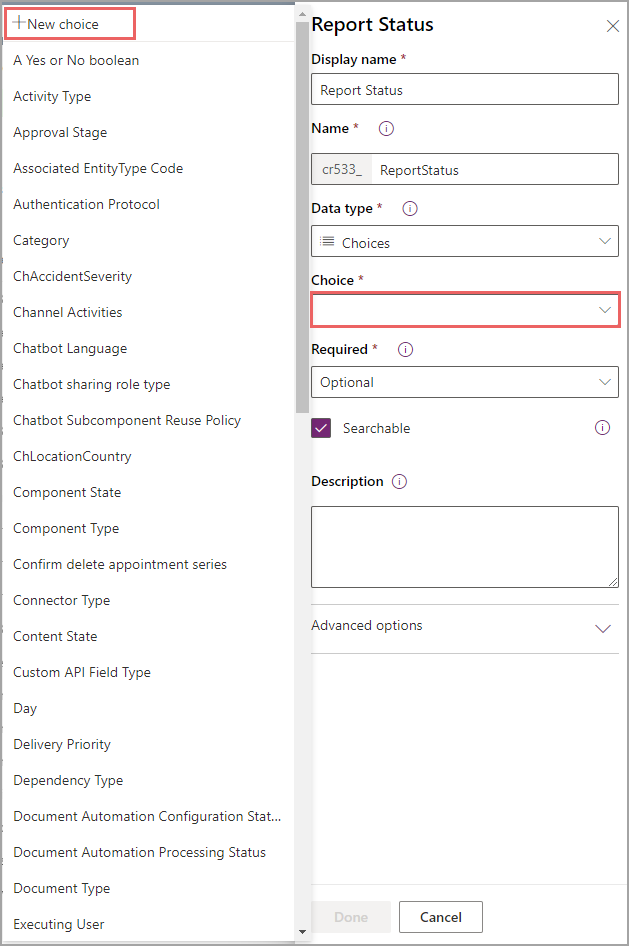 +New choice
A Yes or No boolean
Activity Type
Approval Stage
Associated EntityType Code
Authentication Protocol
Category
ChAccidentSeverity
Channel Activities
Chatbot Language
Chatbot sharing role type
Chatbot Subcomponent Reuse Policy
ChLocationCountry
Component State
Component Type
Confirm delete appointment series
Connector Type
Content State
Custom API Field Type
Day
Delivery Priority
Dependency Type
Document Automation Configuration Stat...
Document Automation Processing Status
Document Type
Executing User
Report Status
Display name *
Report Status
Name *
cr533_ ReportStatus
Data type *
Choices
Choice *
Required *
Optional
Searchable
Description
Advanced options
Done Cancel